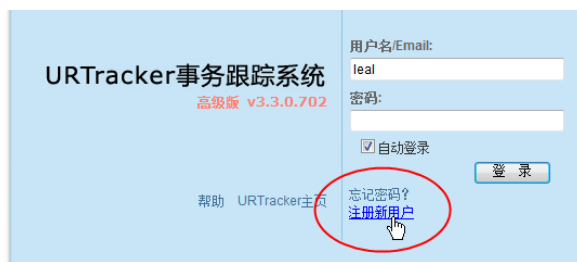 URTracker事务跟踪系统
高级版 v3.3.0.702
帮助 URTracker主页
用户名/Email:
leal
密码:
自动登录
登 录
忘记密码?
注册新用户